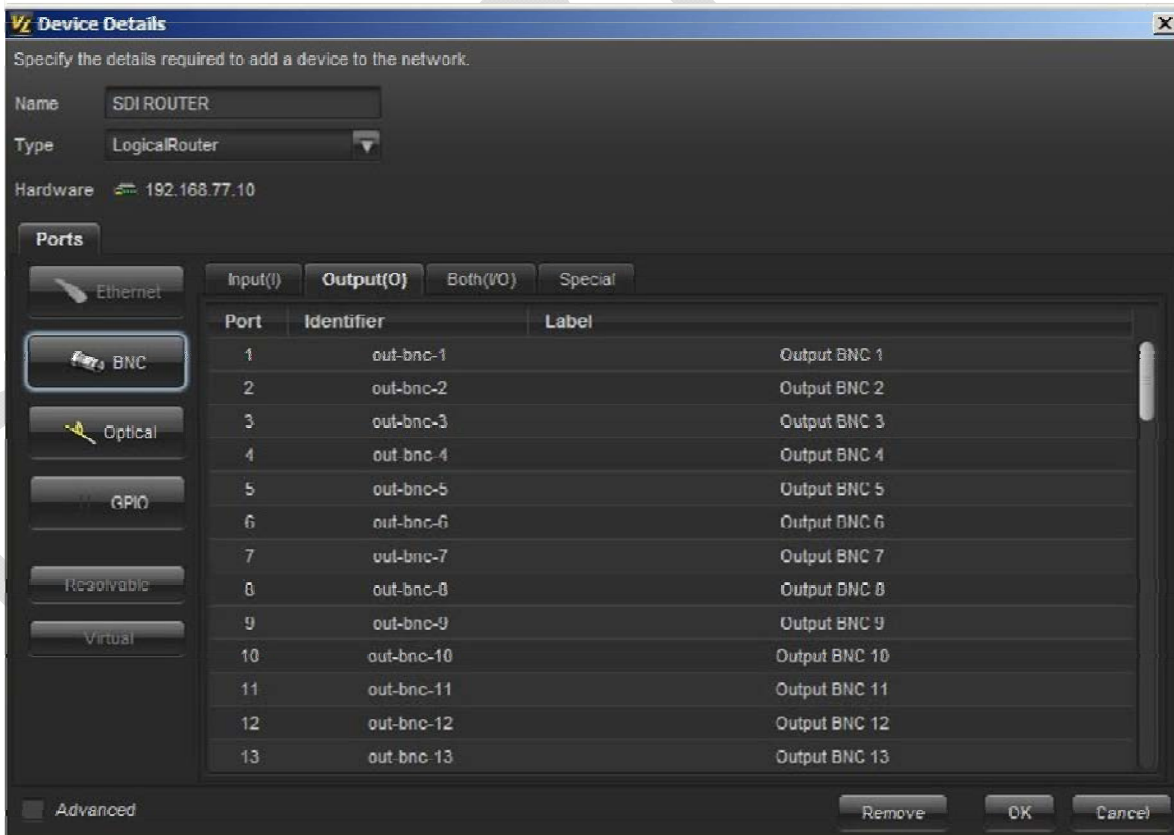 VL Device Details
Specify the details required to add a device to the network.
Name SDI ROUTER
Type LogicalRouter
Hardware 192.168.77.10
Ports
Ethernet
BNC
Optical
GPIO
Resolvable
Virtual
Input(I) Output(O) Both(I/O) Special
Port Identifier Label
1 out-bnc-1 Output BNC 1
2 out-bnc-2 Output BNC 2
3 out-bnc-3 Output BNC 3
4 out-bnc-4 Output BNC 4
5 out-bnc-5 Output BNC 5
6 out-bnc-6 Output BNC 6
7 out-bnc-7 Output BNC 7
8 out-bnc-8 Output BNC 8
9 out-bnc-9 Output BNC 9
10 out-bnc-10 Output BNC 10
11 out-bnc-11 Output BNC 11
12 out-bnc-12 Output BNC 12
13 out-bnc-13 Output BNC 13
Advanced Remove OK Cancel